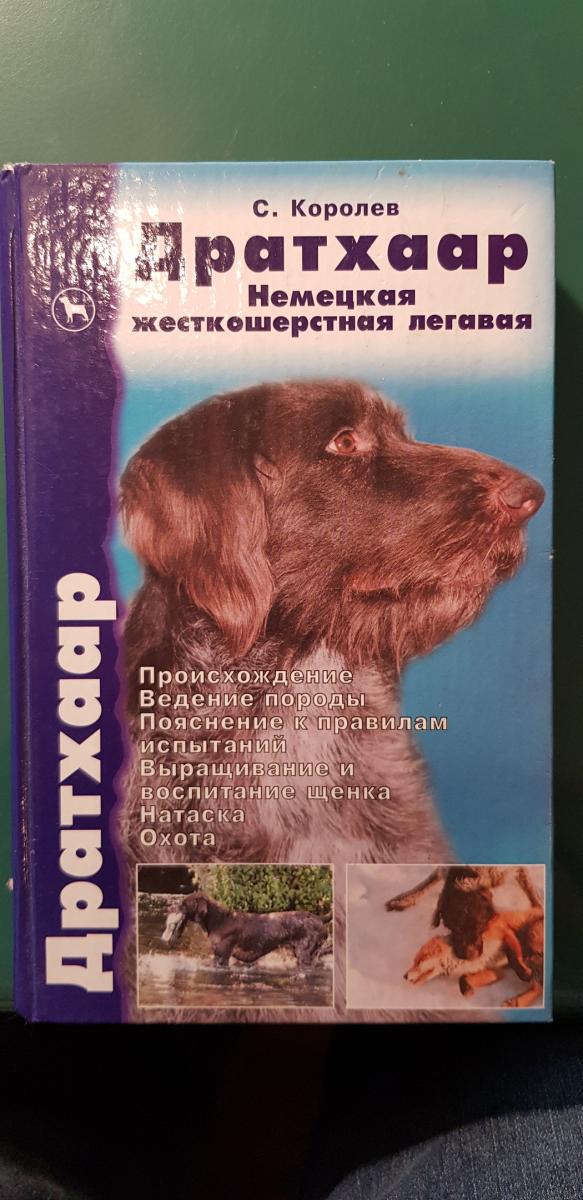 С. Королев
Дратхаар
Немецкая
жесткошерстная легавая
Дратхаар
Происхождение
Ведение породы
Пояснение к правилам
испытаний
Выращивание и
воспитание щенка
Натаска
Охота